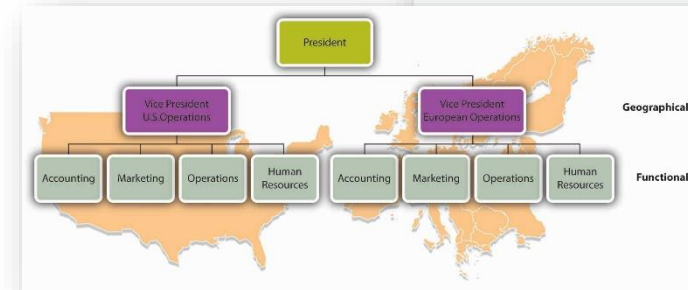 President
Vice President
U.S.Operations
Vice President
European Operations
Geographical
Accounting
Marketing
Operations
Human
Resources
Accounting
Marketing
Operations
Human
Resources
Functional